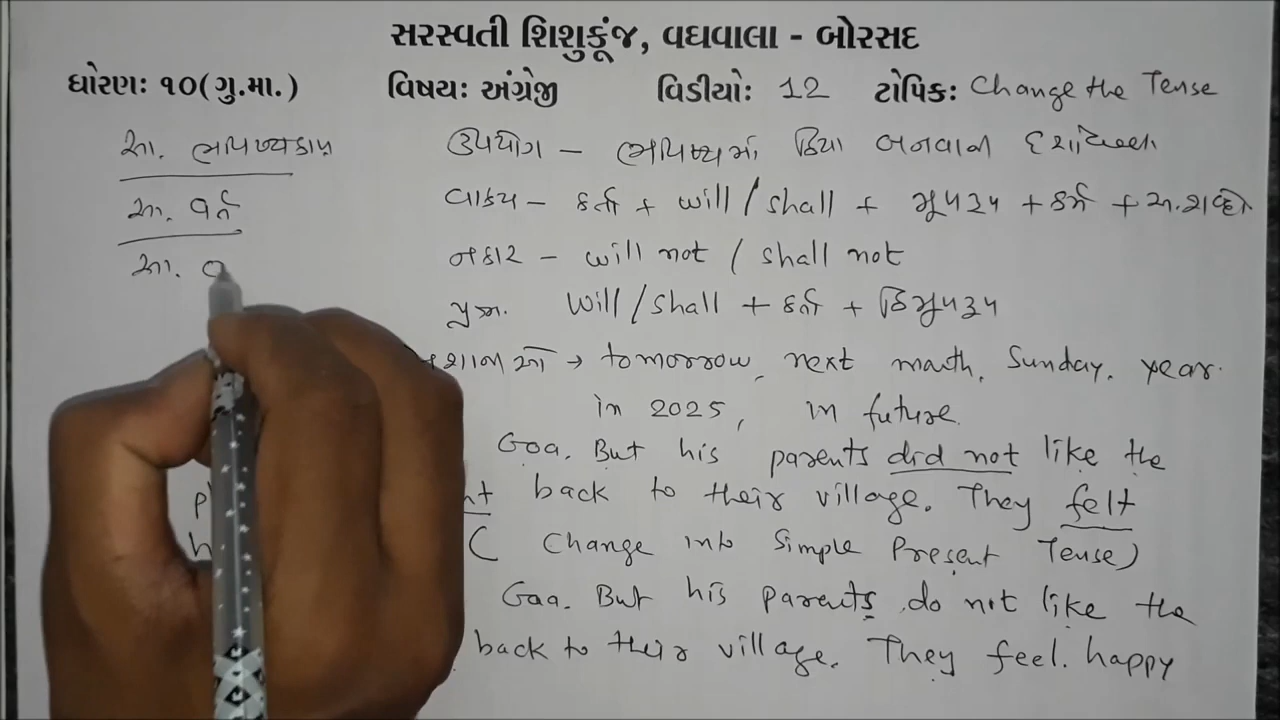 સરસ્વતી શિશુકૂંજ, વઘવાલા - બોરસદ
ધોરણઃ ૧૦(ગુ.મા.) વિષયઃ અંગ્રેજી વિડીયોઃ 12 ટોપિકઃ Change the Tense
સા. ભવિષ્યકાળ ઉપયોગ - ભવિષ્યમાં ક્રિયા બનવાની
સા. વર્ત વાક્ય - કર્તા + will / shall + મૂળરૂપ + કર્મ + અ. શબ્દો
સા. નકાર - will not / shall not
પ્રશ્ન. Will / Shall + કર્તા + ક્રિમૂળરૂપ
→ tomorrow, next month, Sunday, year.
in 2025, in future.
Goa. But his parents did not like the
back to their village. They felt
( Change into Simple Present Tense)
Goa. But his parents do not like the
back to their village. They feel. happy